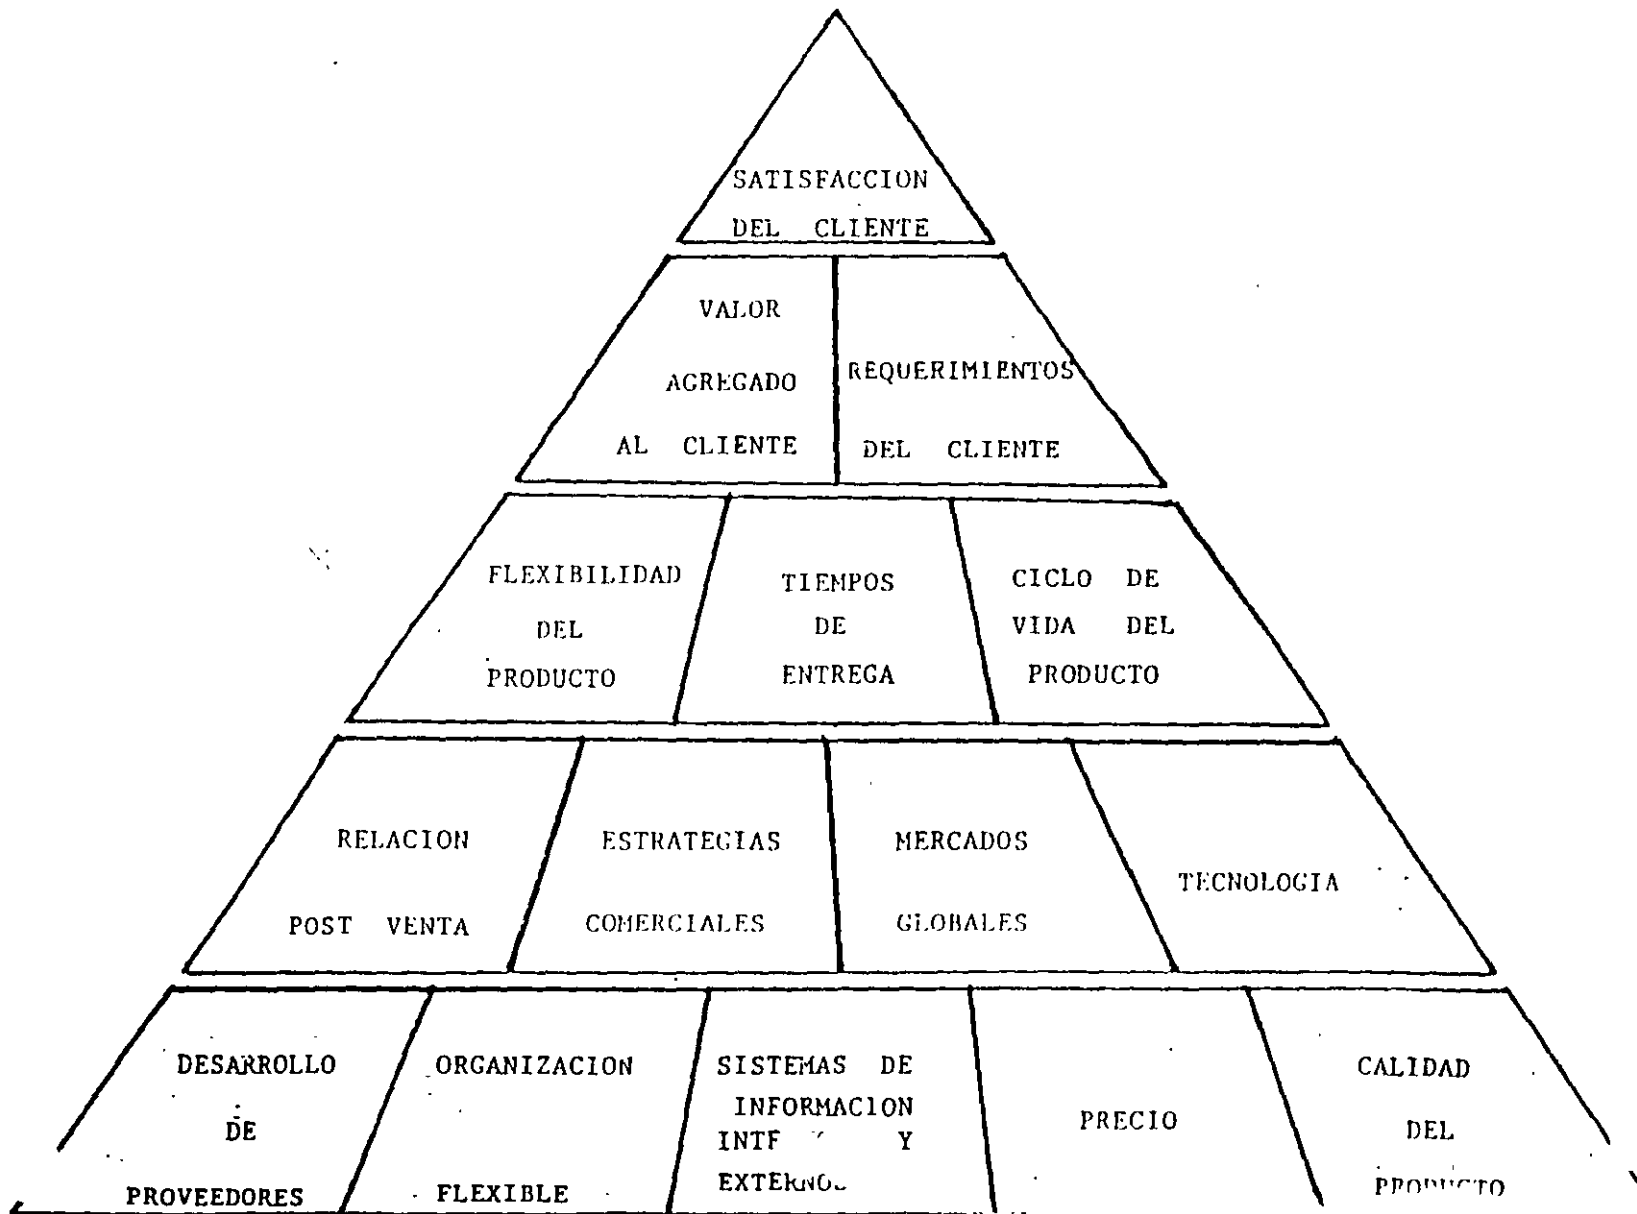 SATISFACCION
DEL CLIENTE
VALOR
AGREGADO
AL CLIENTE
REQUERIMIENTOS
DEL CLIENTE
FLEXIBILIDAD
DEL
PRODUCTO
TIEMPOS
DE
ENTREGA
CICLO DE
VIDA DEL
PRODUCTO
RELACION
POST VENTA
ESTRATEGIAS
COMERCIALES
MERCADOS
GLOBALES
TECNOLOGIA
DESARROLLO
DE
PROVEEDORES
ORGANIZACION
FLEXIBLE
SISTEMAS DE
INFORMACION
Y
EXTERNOS
PRECIO
CALIDAD
DEL
PRODUCTO